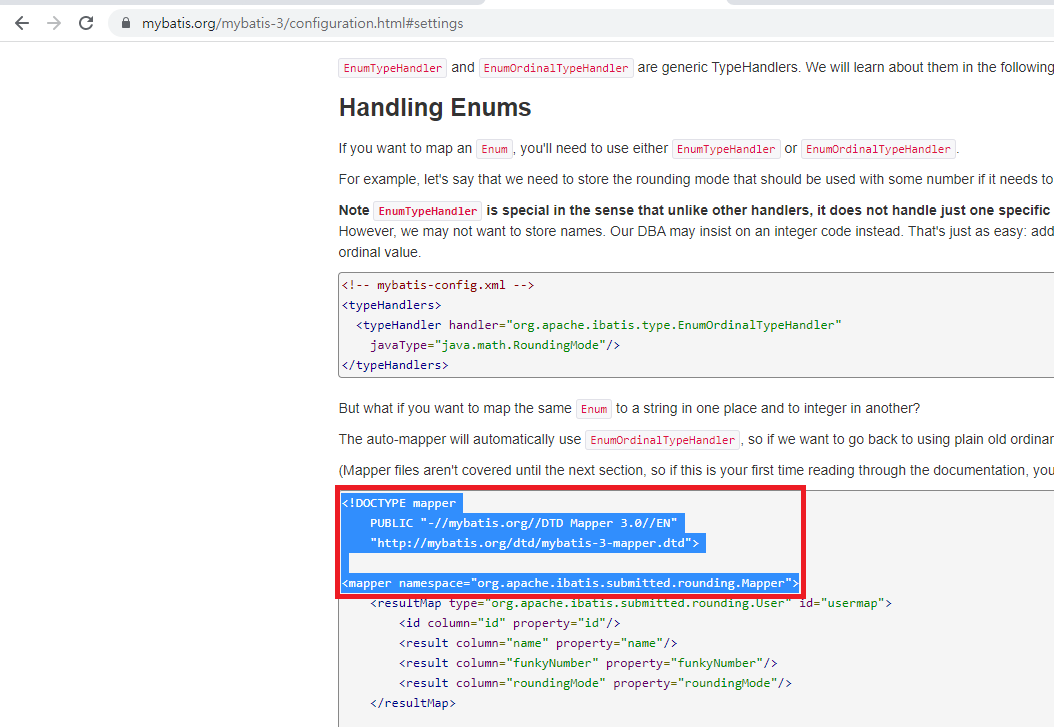 mybatis.org/mybatis-3/configuration.html#settings
EnumTypeHandler and EnumOrdinalTypeHandler are generic TypeHandlers. We will learn about them in the following
Handling Enums
If you want to map an Enum, you'll need to use either EnumTypeHandler or EnumOrdinalTypeHandler.
For example, let's say that we need to store the rounding mode that should be used with some number if it needs to
Note EnumTypeHandler is special in the sense that unlike other handlers, it does not handle just one specific
However, we may not want to store names. Our DBA may insist on an integer code instead. That's just as easy: add
ordinal value.
<!-- mybatis-config.xml -->
<typeHandlers>
  <typeHandler handler="org.apache.ibatis.type.EnumOrdinalTypeHandler"
    javaType="java.math.RoundingMode"/>
</typeHandlers>
But what if you want to map the same Enum to a string in one place and to integer in another?
The auto-mapper will automatically use EnumOrdinalTypeHandler, so if we want to go back to using plain old ordinar
(Mapper files aren't covered until the next section, so if this is your first time reading through the documentation, you
<!DOCTYPE mapper
    PUBLIC "-//mybatis.org//DTD Mapper 3.0//EN"
    "http://mybatis.org/dtd/mybatis-3-mapper.dtd">
<mapper namespace="org.apache.ibatis.submitted.rounding.Mapper">
    <resultMap type="org.apache.ibatis.submitted.rounding.User" id="usermap">
        <id column="id" property="id"/>
        <result column="name" property="name"/>
        <result column="funkyNumber" property="funkyNumber"/>
        <result column="roundingMode" property="roundingMode"/>
    </resultMap>